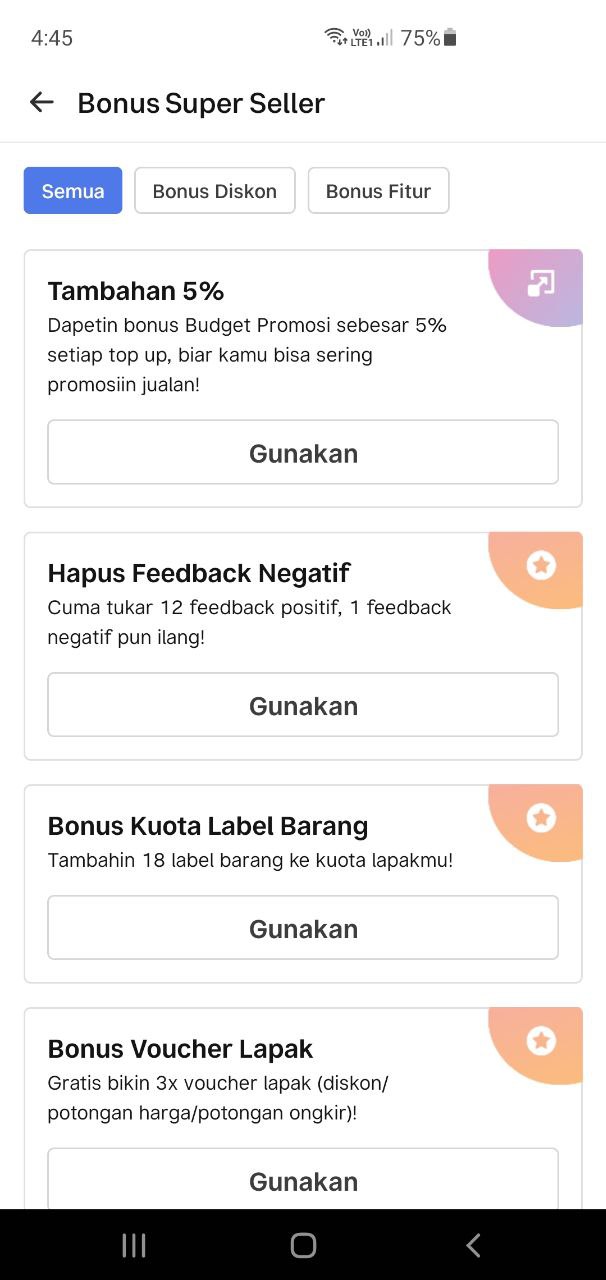 4:45
Vo))
LTE1
75%
Bonus Super Seller
Semua
Bonus Diskon
Bonus Fitur
Tambahan 5%
Dapetin bonus Budget Promosi sebesar 5%
setiap top up, biar kamu bisa sering
promosiin jualan!
Gunakan
Hapus Feedback Negatif
Cuma tukar 12 feedback positif, 1 feedback
negatif pun ilang!
Gunakan
Bonus Kuota Label Barang
Tambahin 18 label barang ke kuota lapakmu!
Gunakan
Bonus Voucher Lapak
Gratis bikin 3x voucher lapak (diskon/
potongan harga/potongan ongkir)!
Gunakan